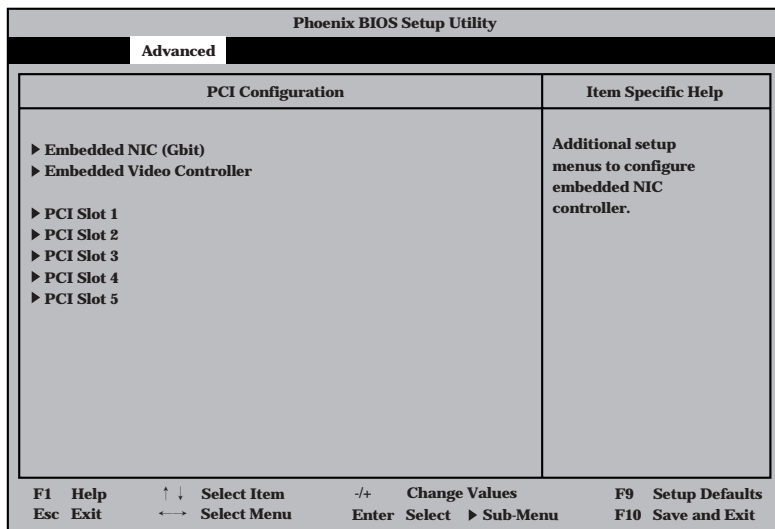 Phoenix BIOS Setup Utility
Advanced
PCI Configuration
Item Specific Help
▶ Embedded NIC (Gbit)
▶ Embedded Video Controller
▶ PCI Slot 1
▶ PCI Slot 2
▶ PCI Slot 3
▶ PCI Slot 4
▶ PCI Slot 5
Additional setup
menus to configure
embedded NIC
controller.
F1 Help ↑ ↓ Select Item -/+ Change Values F9 Setup Defaults
Esc Exit ←→ Select Menu Enter Select ▶ Sub-Menu F10 Save and Exit